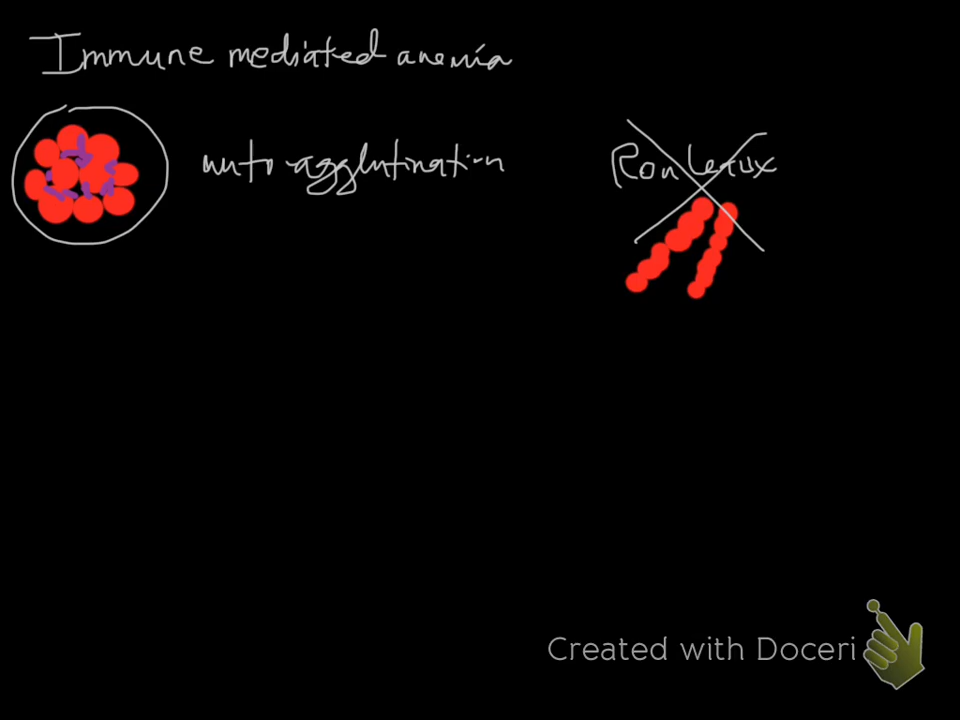 Immune mediated anemia
auto-agglutination
Rouleaux
Created with Doceri